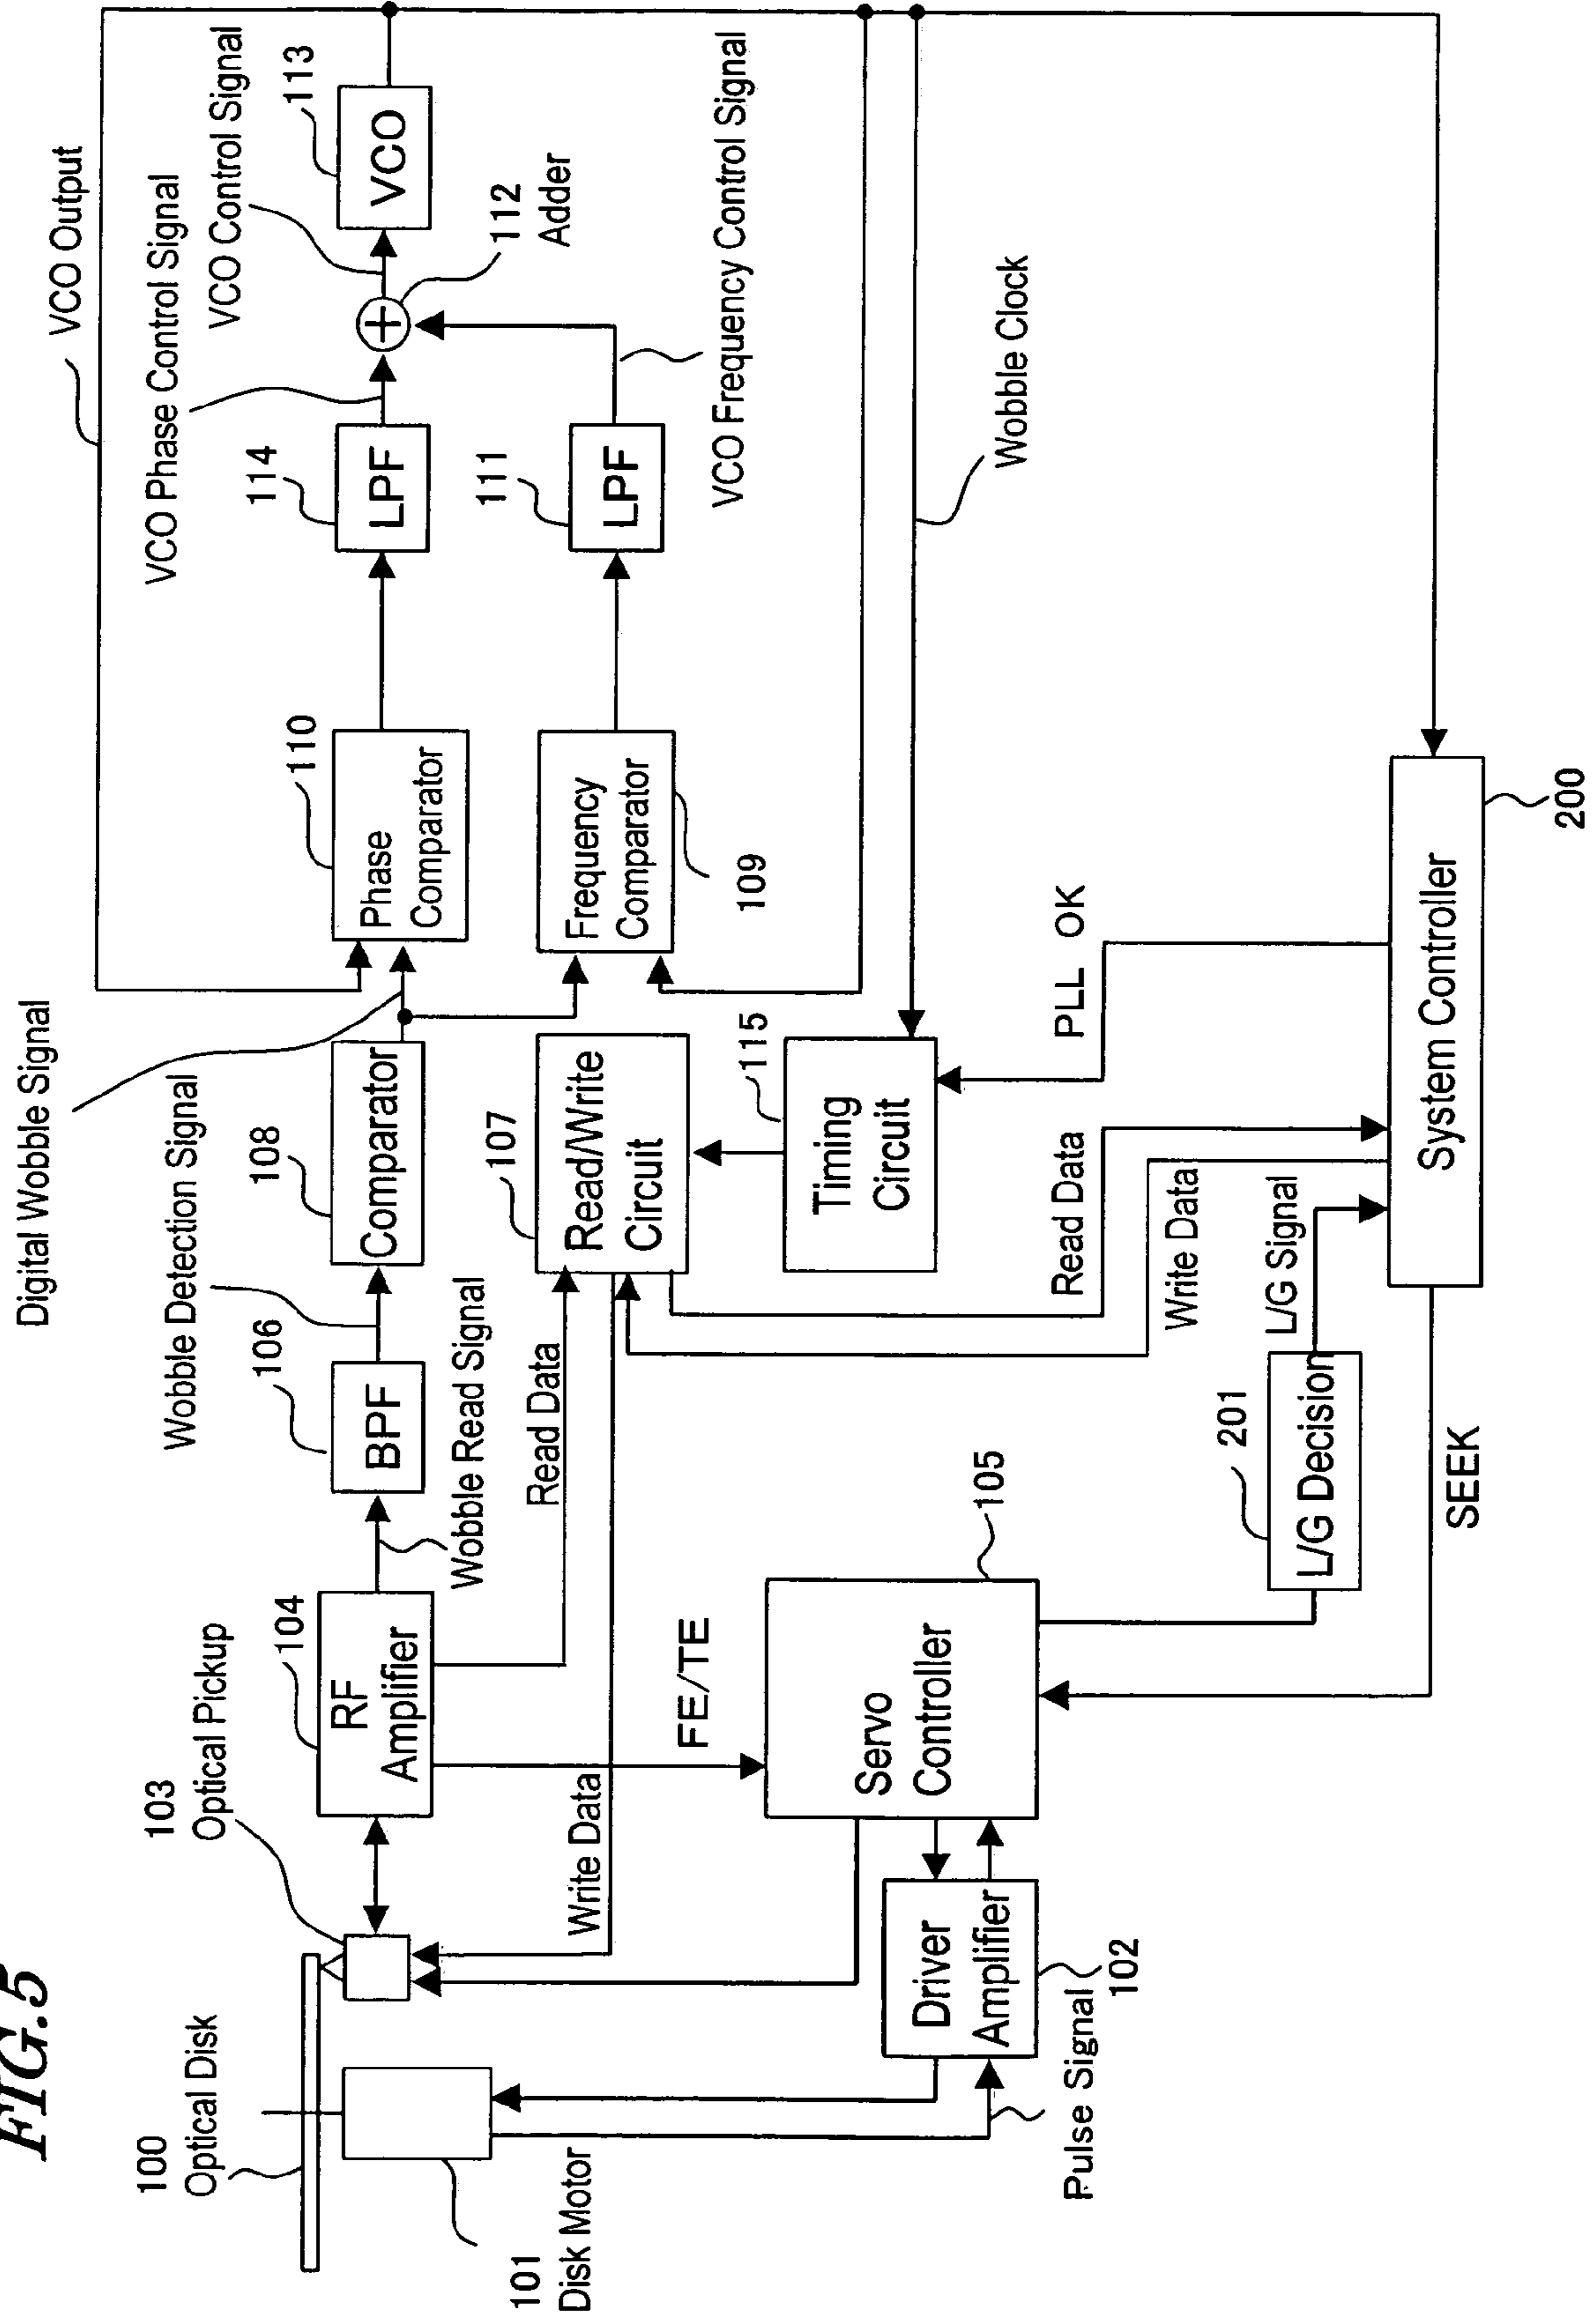 FIG.5
100
Optical Disk
101
Disk Motor
103
Optical Pickup
104
RF
Amplifier
Wobble Read Signal
106
BPF
Wobble Detection Signal
108
Comparator
Digital Wobble Signal
110
Phase
Comparator
114
LPF
VCO Phase Control Signal
VCO Control Signal
VCO Output
113
VCO
112
Adder
+
Frequency
Comparator
109
111
LPF
VCO Frequency Control Signal
Wobble Clock
Read Data
Write Data
107
Read/Write
Circuit
115
Timing
Circuit
PLL OK
Read Data
Write Data
FE/TE
Servo
Controller
105
Driver
Amplifier
102
Pulse Signal
201
L/G Decision
L/G Signal
SEEK
System Controller
200